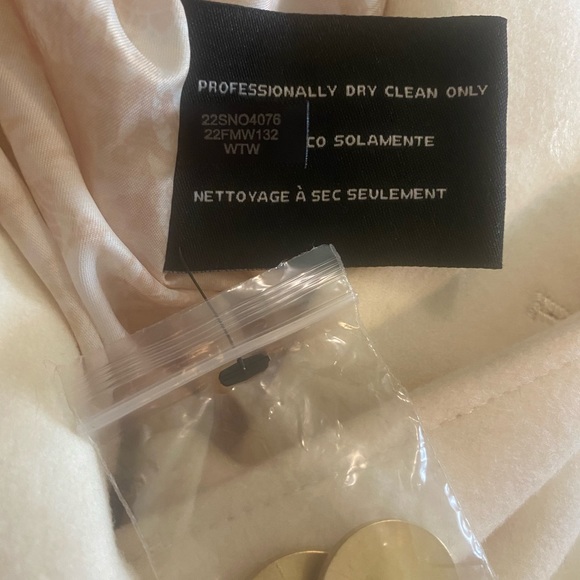 PROFESSIONALLY DRY CLEAN ONLY
22SNO4076
22FMW132
WTW
CO SOLAMENTE
NETTOYAGE À SEC SEULEMENT